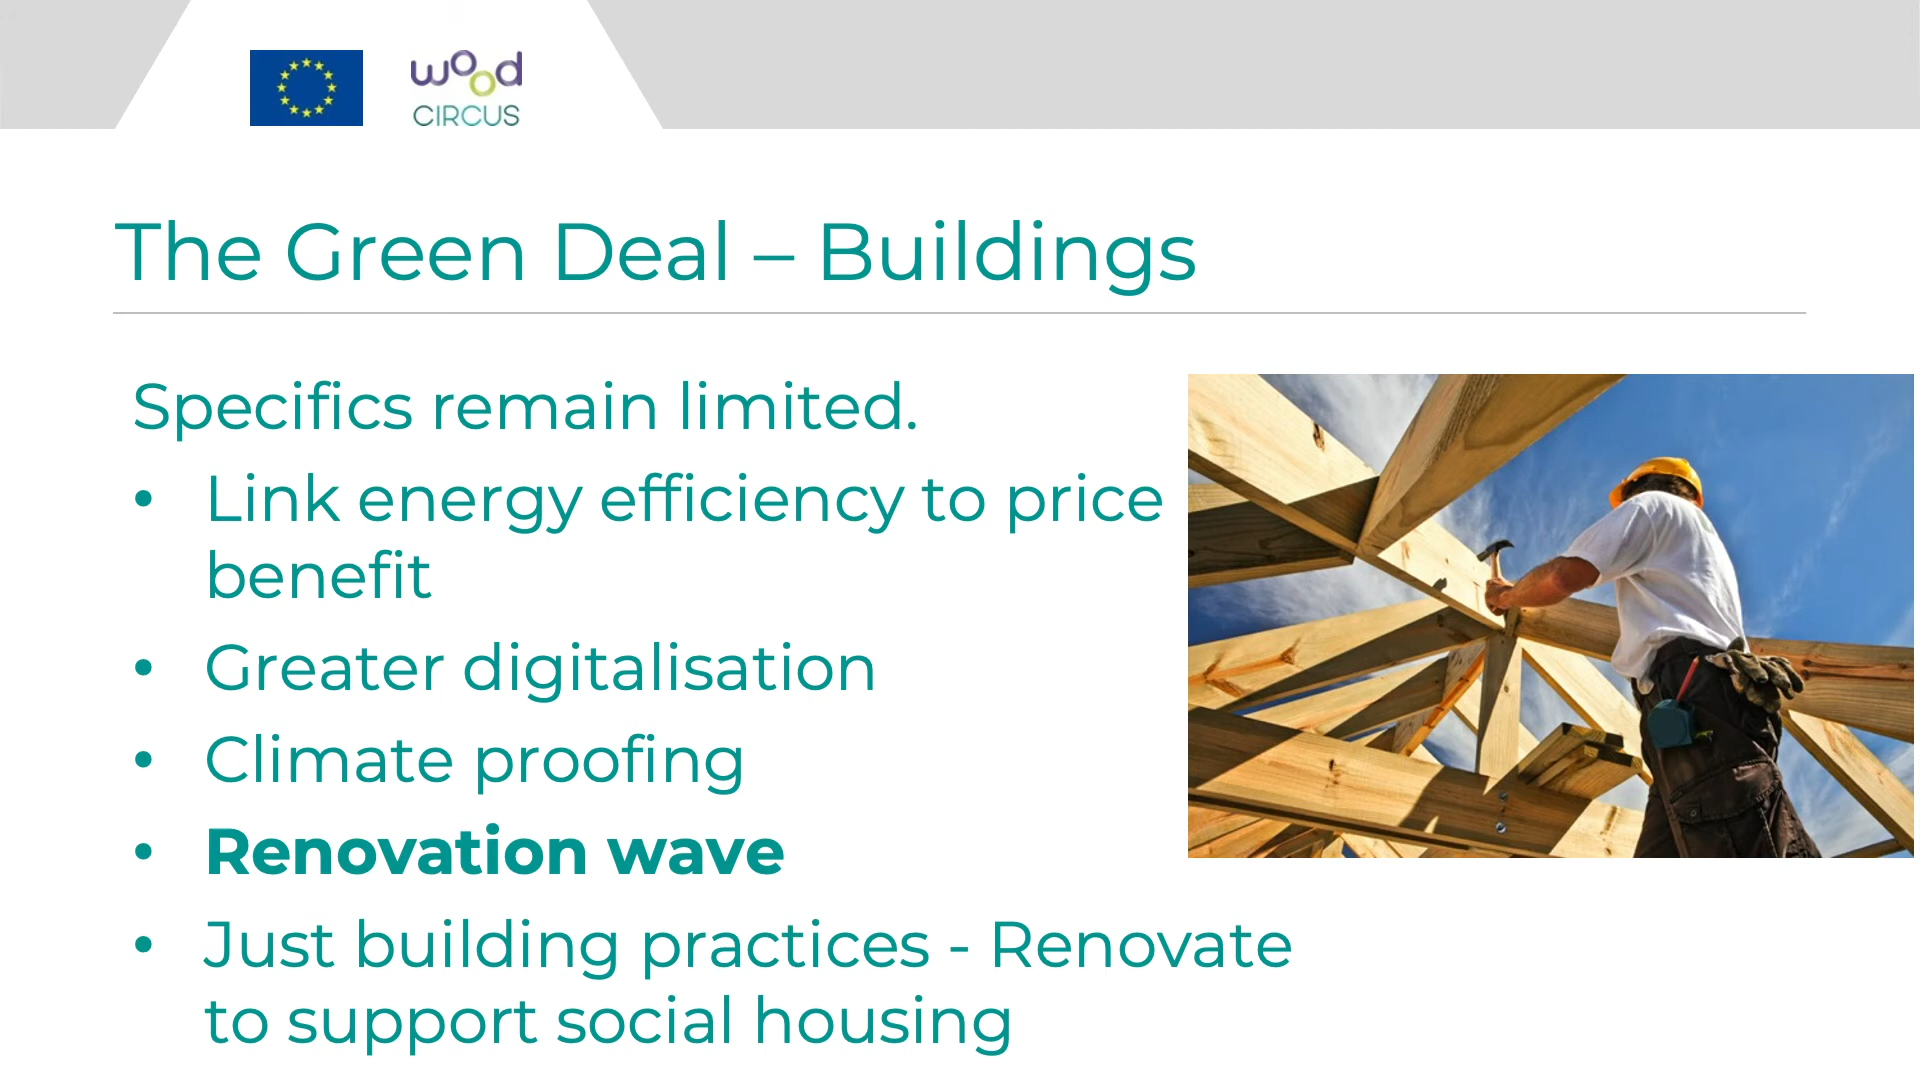 wood
CIRCUS
The Green Deal – Buildings
Specifics remain limited.
• Link energy efficiency to price
benefit
• Greater digitalisation
• Climate proofing
• Renovation wave
• Just building practices - Renovate
to support social housing